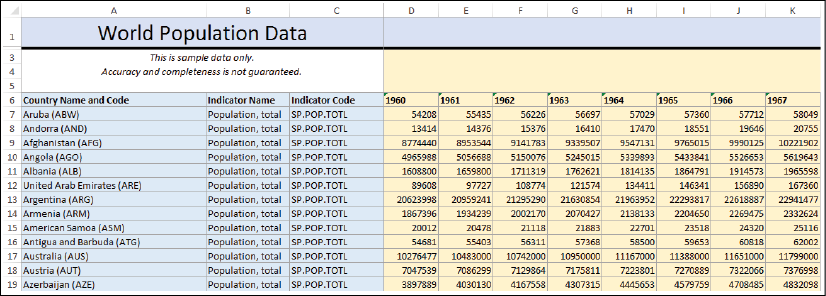 A B C D E F G H I J K
1 World Population Data
3 This is sample data only.
4 Accuracy and completeness is not guaranteed.
5
6 Country Name and Code Indicator Name Indicator Code 1960 1961 1962 1963 1964 1965 1966 1967
7 Aruba (ABW) Population, total SP.POP.TOTL 54208 55435 56226 56697 57029 57360 57712 58049
8 Andorra (AND) Population, total SP.POP.TOTL 13414 14376 15376 16410 17470 18551 19646 20755
9 Afghanistan (AFG) Population, total SP.POP.TOTL 8774440 8953544 9141783 9339507 9547131 9765015 9990125 10221902
10 Angola (AGO) Population, total SP.POP.TOTL 4965988 5056688 5150076 5245015 5339893 5433841 5526653 5619643
11 Albania (ALB) Population, total SP.POP.TOTL 1608800 1659800 1711319 1762621 1814135 1864791 1914573 1965598
12 United Arab Emirates (ARE) Population, total SP.POP.TOTL 89608 97727 108774 121574 134411 146341 156890 167360
13 Argentina (ARG) Population, total SP.POP.TOTL 20623998 20959241 21295290 21630854 21963952 22293817 22618887 22941477
14 Armenia (ARM) Population, total SP.POP.TOTL 1867396 1934239 2002170 2070427 2138133 2204650 2269475 2332624
15 American Samoa (ASM) Population, total SP.POP.TOTL 20012 20478 21118 21883 22701 23518 24320 25116
16 Antigua and Barbuda (ATG) Population, total SP.POP.TOTL 54681 55403 56311 57368 58500 59653 60818 62002
17 Australia (AUS) Population, total SP.POP.TOTL 10276477 10483000 10742000 10950000 11167000 11388000 11651000 11799000
18 Austria (AUT) Population, total SP.POP.TOTL 7047539 7086299 7129864 7175811 7223801 7270889 7322066 7376998
19 Azerbaijan (AZE) Population, total SP.POP.TOTL 3897889 4030130 4167558 4307315 4445653 4579759 4708485 4832098